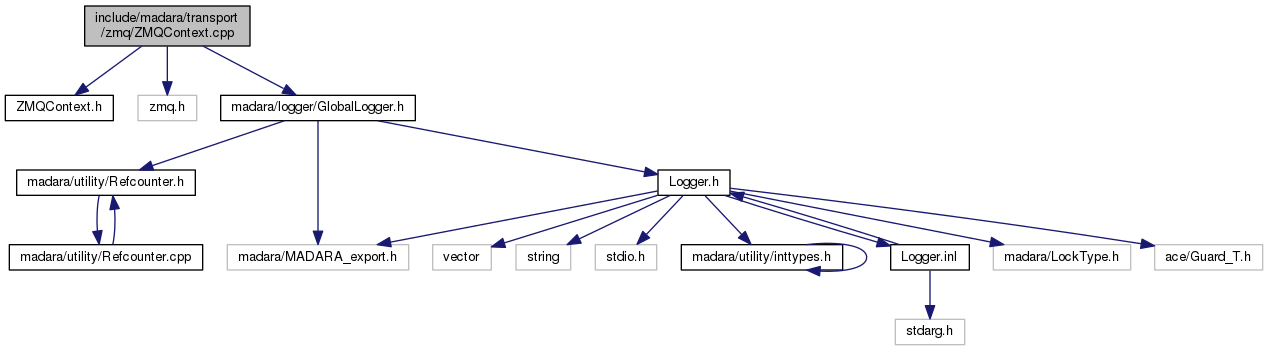 include/madara/transport
/zmq/ZMQContext.cpp
ZMQContext.h
zmq.h
madara/logger/GlobalLogger.h
madara/utility/Refcounter.h
Logger.h
madara/utility/Refcounter.cpp
madara/MADARA_export.h
vector
string
stdio.h
madara/utility/inttypes.h
Logger.inl
madara/LockType.h
ace/Guard_T.h
stdarg.h